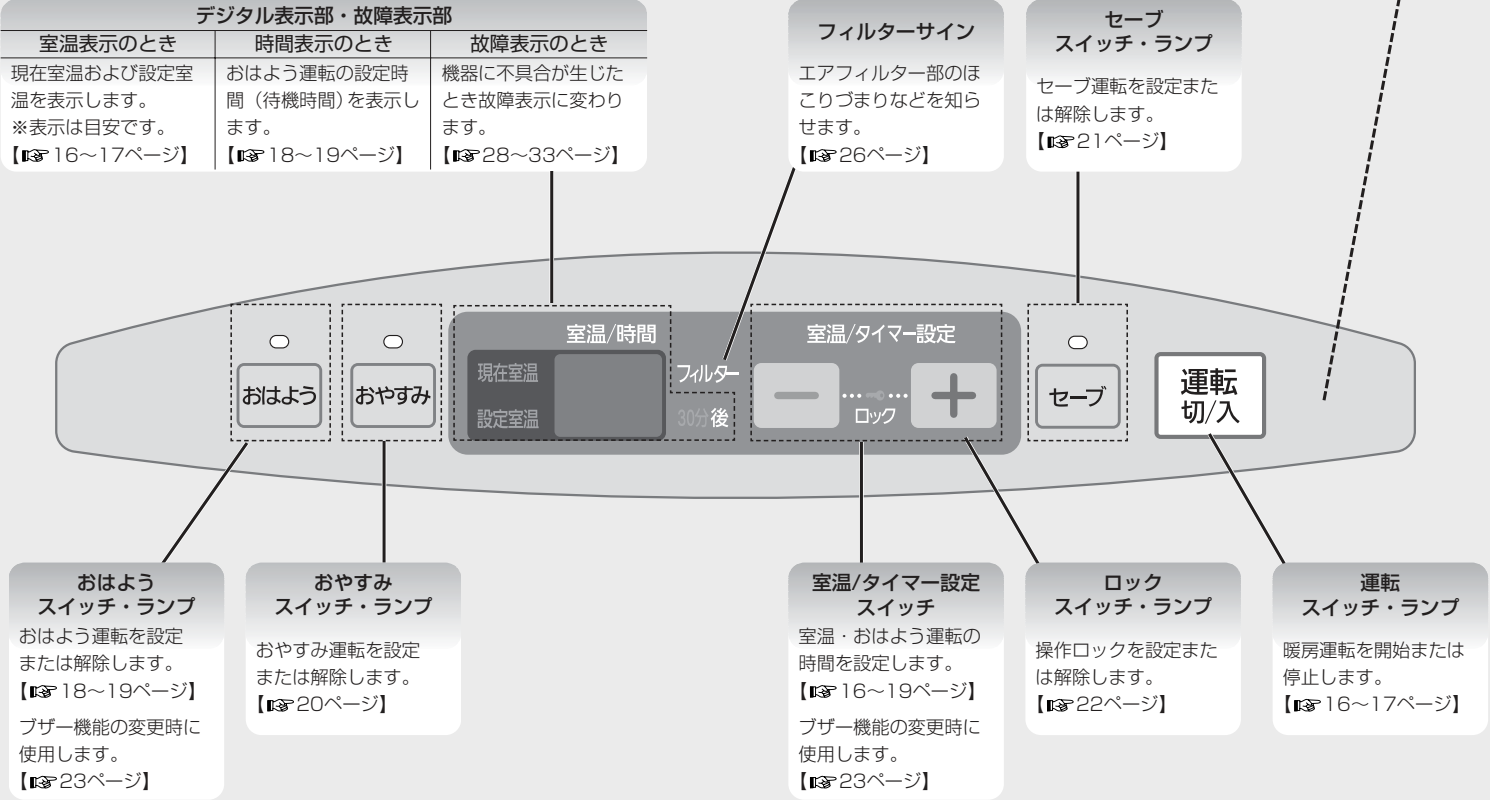 デジタル表示部・故障表示部
室温表示のとき
現在室温および設定室
温を表示します。
※表示は目安です。
【☞16〜17ページ】
時間表示のとき
おはよう運転の設定時
間（待機時間）を表示し
ます。
【☞18〜19ページ】
故障表示のとき
機器に不具合が生じた
とき故障表示に変わり
ます。
【☞28〜33ページ】
フィルターサイン
エアフィルター部のほ
こりづまりなどを知ら
せます。
【☞26ページ】
セーブ
スイッチ・ランプ
セーブ運転を設定また
は解除します。
【☞21ページ】
おはよう
おやすみ
室温/時間
現在室温
設定室温
フィルター
30分後
室温/タイマー設定
ロック
セーブ
運転
切/入
おはよう
スイッチ・ランプ
おはよう運転を設定
または解除します。
【☞18〜19ページ】
ブザー機能の変更時に
使用します。
【☞23ページ】
おやすみ
スイッチ・ランプ
おやすみ運転を設定
または解除します。
【☞20ページ】
室温/タイマー設定
スイッチ
室温・おはよう運転の
時間を設定します。
【☞16〜19ページ】
ブザー機能の変更時に
使用します。
【☞23ページ】
ロック
スイッチ・ランプ
操作ロックを設定また
は解除します。
【☞22ページ】
運転
スイッチ・ランプ
暖房運転を開始または
停止します。
【☞16〜17ページ】